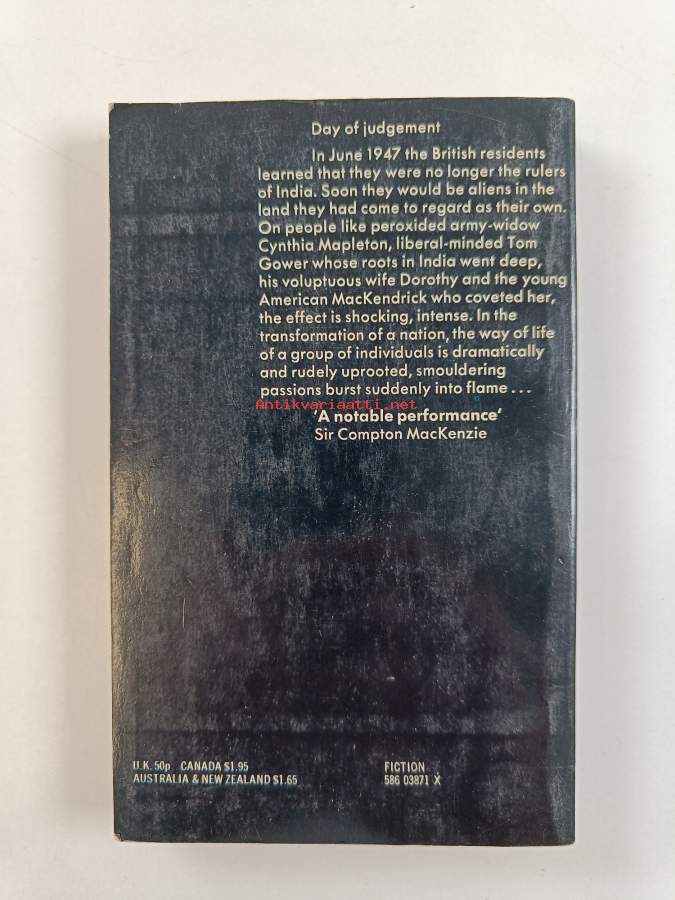 Day of judgement
In June 1947 the British residents
learned that they were no longer the rulers
of India. Soon they would be aliens in the
land they had come to regard as their own.
On people like peroxided army-widow
Cynthia Mapleton, liberal-minded Tom
Gower whose roots in India went deep,
his voluptuous wife Dorothy and the young
American MacKendrick who coveted her,
the effect is shocking, intense. In the
transformation of a nation, the way of life
of a group of individuals is dramatically
and rudely uprooted, smouldering
passions burst suddenly into flame ...
Antikvariaatti.net
'A notable performance'
Sir Compton MacKenzie
U.K. 50p CANADA $1.95
AUSTRALIA & NEW ZEALAND $1.65
FICTION
586 03871 X